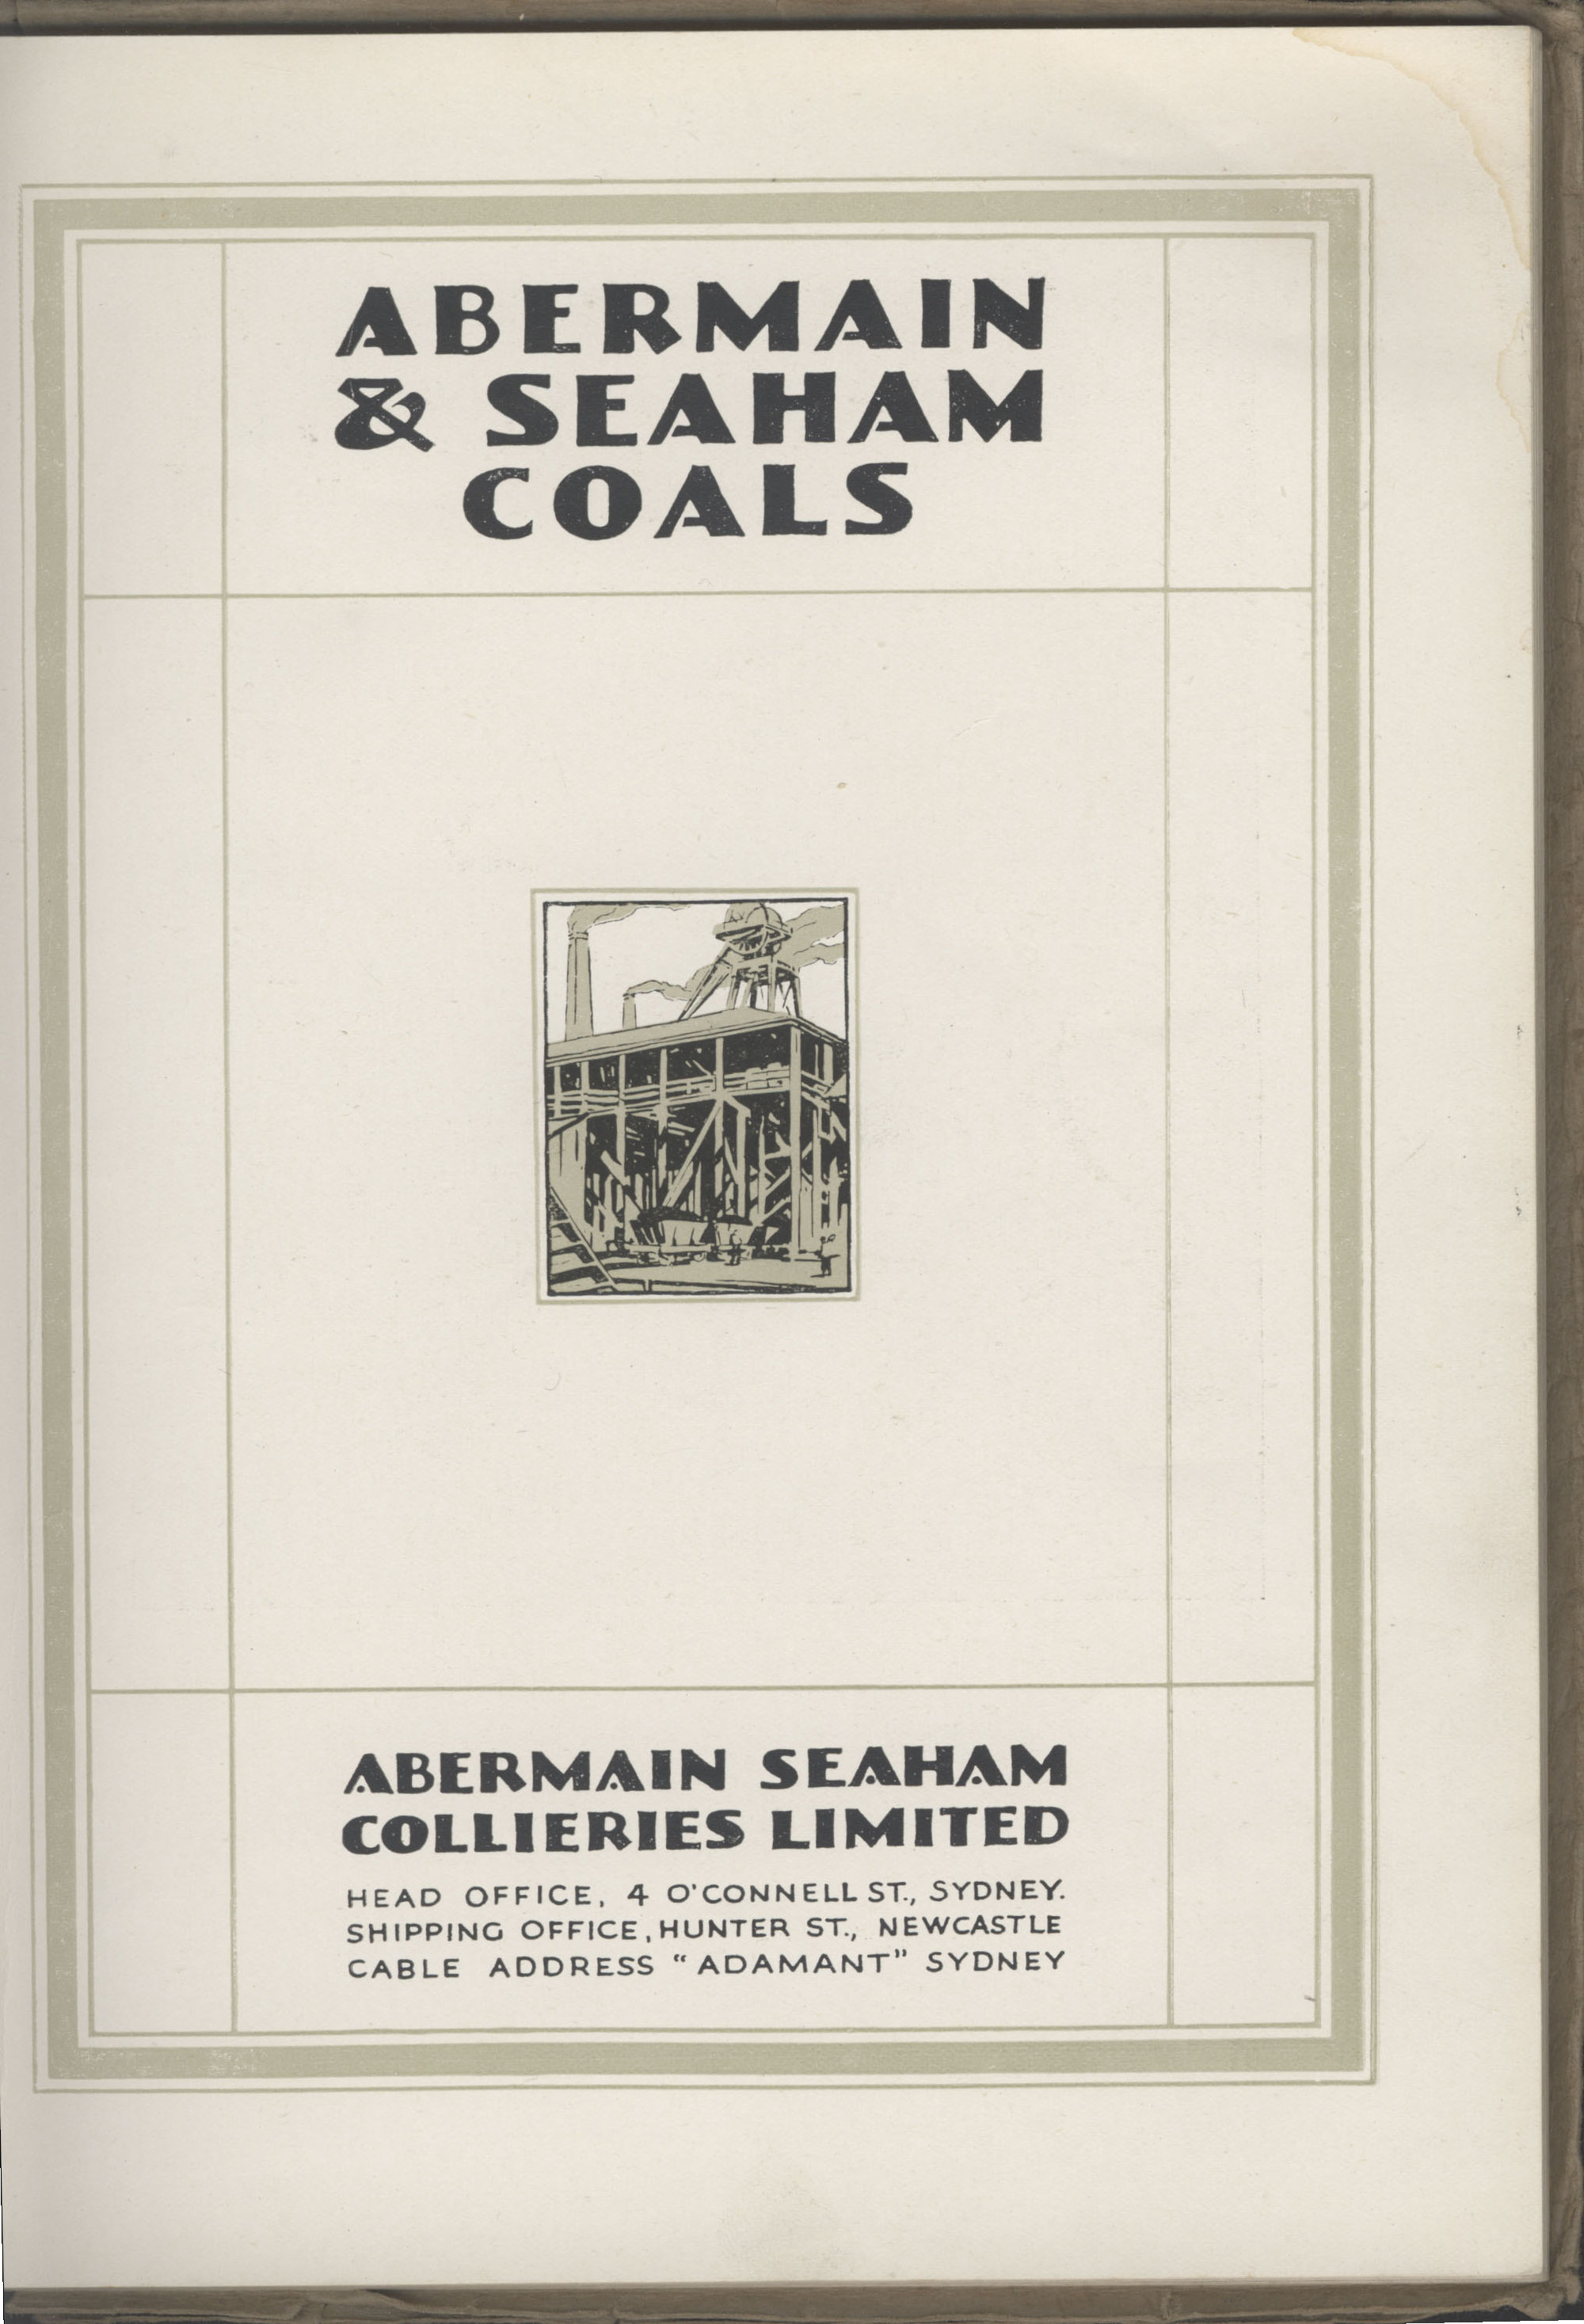 ABERMAIN
& SEAHAM
COALS
ABERMAIN SEAHAM
COLLIERIES LIMITED
HEAD OFFICE, 4 O'CONNELL ST., SYDNEY.
SHIPPING OFFICE, HUNTER ST., NEWCASTLE
CABLE ADDRESS "ADAMANT" SYDNEY